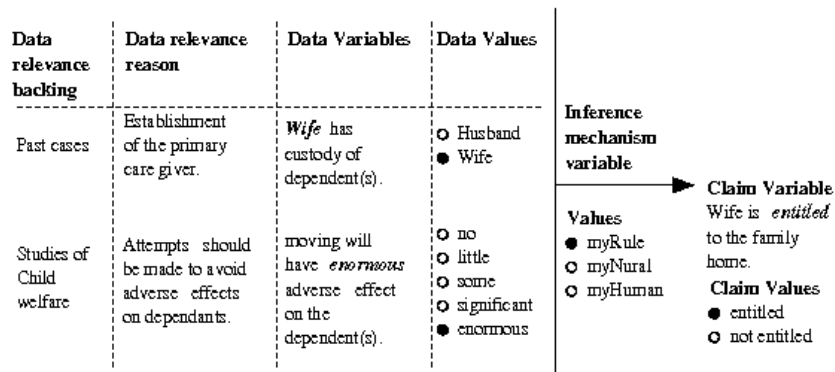 Data
relevance
backing
Data relevance
reason
Data Variables
Data Values
Past cases
Establishment
of the primary
care giver.
Wife has
custody of
dependent(s).
Husband
Wife
Studies of
Child
welfare
Attempts should
be made to avoid
adverse effects
on dependants.
moving will
have enormous
adverse effect
on the
dependent(s).
no
little
some
significant
enormous
Inference
mechanism
variable
Values
myRule
myNural
myHuman
Claim Variable
Wife is entitled
to the family
home.
Claim Values
entitled
not entitled